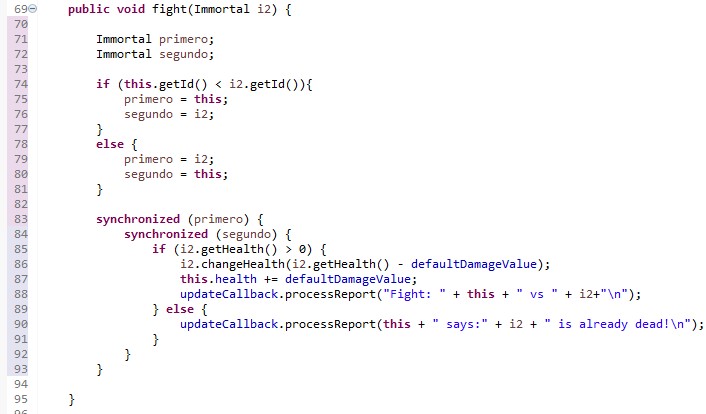 69 public void fight(Immortal i2) {
70
71 Immortal primero;
72 Immortal segundo;
73
74 if (this.getId() < i2.getId()){
75 primero = this;
76 segundo = i2;
77 }
78 else {
79 primero = i2;
80 segundo = this;
81 }
82
83 synchronized (primero) {
84 synchronized (segundo) {
85 if (i2.getHealth() > 0) {
86 i2.changeHealth(i2.getHealth() - defaultDamageValue);
87 this.health += defaultDamageValue;
88 updateCallback.processReport("Fight: " + this + " vs " + i2+"\n");
89 } else {
90 updateCallback.processReport(this + " says:" + i2 + " is already dead!\n");
91 }
92 }
93 }
94
95 }